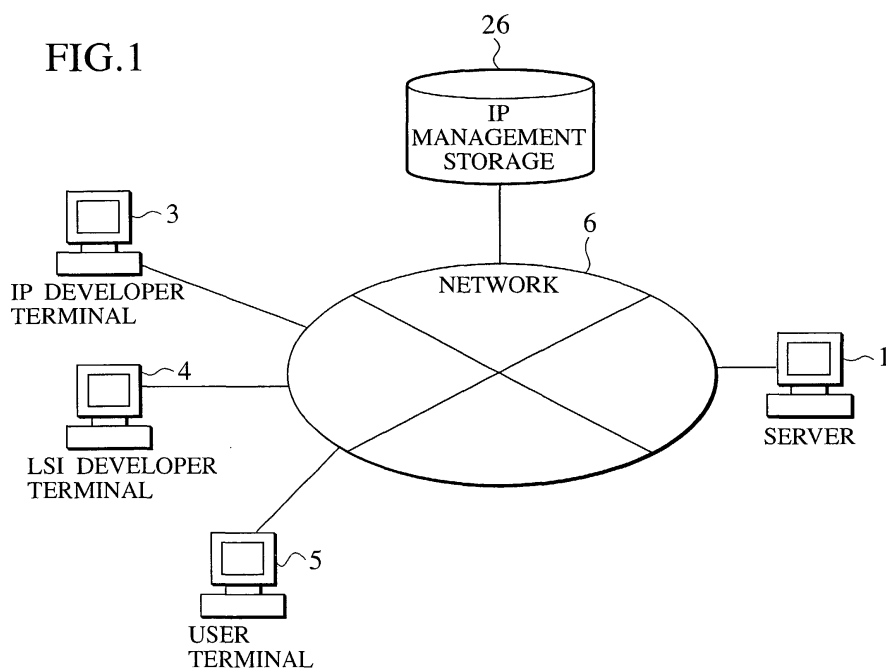 FIG.1
26
IP
MANAGEMENT
STORAGE
3
6
IP DEVELOPER
TERMINAL
NETWORK
4
1
LSI DEVELOPER
TERMINAL
SERVER
5
USER
TERMINAL